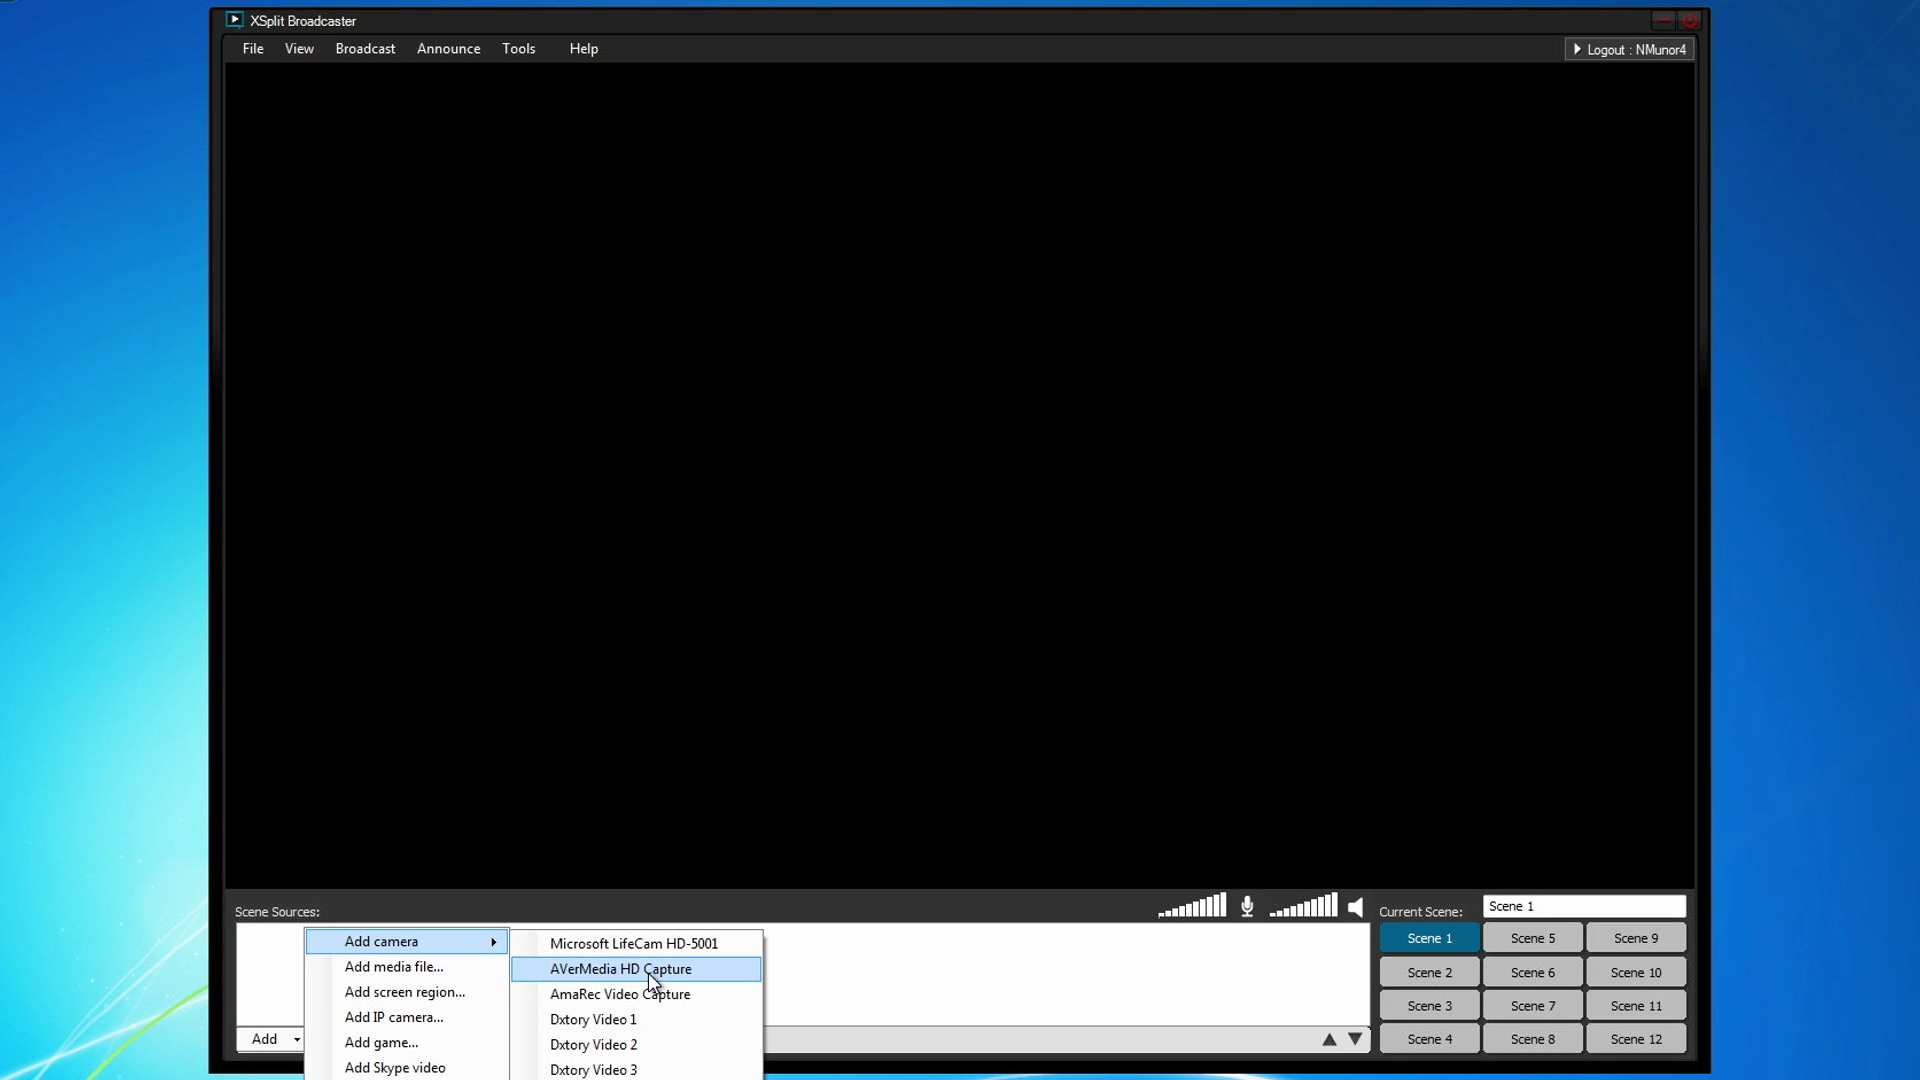 XSplit Broadcaster
File View Broadcast Announce Tools Help
Logout : NMunor4
Scene Sources:
Current Scene:
Scene 1
Add camera
Add media file...
Add screen region...
Add IP camera...
Add game...
Add Skype video
Microsoft LifeCam HD-5001
AVerMedia HD Capture
AmaRec Video Capture
Dxtory Video 1
Dxtory Video 2
Dxtory Video 3
Add
Scene 1 Scene 5 Scene 9
Scene 2 Scene 6 Scene 10
Scene 3 Scene 7 Scene 11
Scene 4 Scene 8 Scene 12